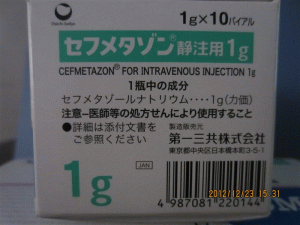 1g×10バイアル
セフメタゾン®静注用1g
CEFMETAZON® FOR INTRAVENOUS INJECTION 1g
1瓶中の成分
セフメタゾールナトリウム････1g(力価)
注意-医師等の処方せんにより使用すること
●詳細は添付文書を
ご参照ください
製造販売元
第一三共株式会社
東京都中央区日本橋本町3-5-1
1g
JAN
4 987081 220144
2012/12/23 15:31